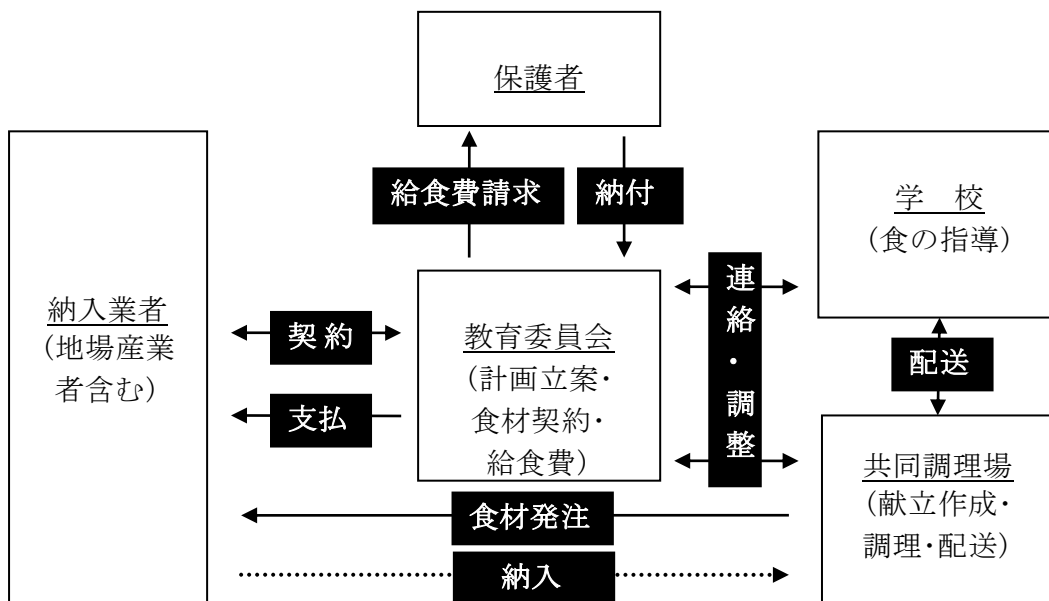 保護者
給食費請求
納付
納入業者
(地場産業
者含む)
契約
支払
教育委員会
(計画立案・
食材契約・
給食費)
連絡・調整
学　校
(食の指導)
配送
共同調理場
(献立作成・
調理・配送)
食材発注
納入